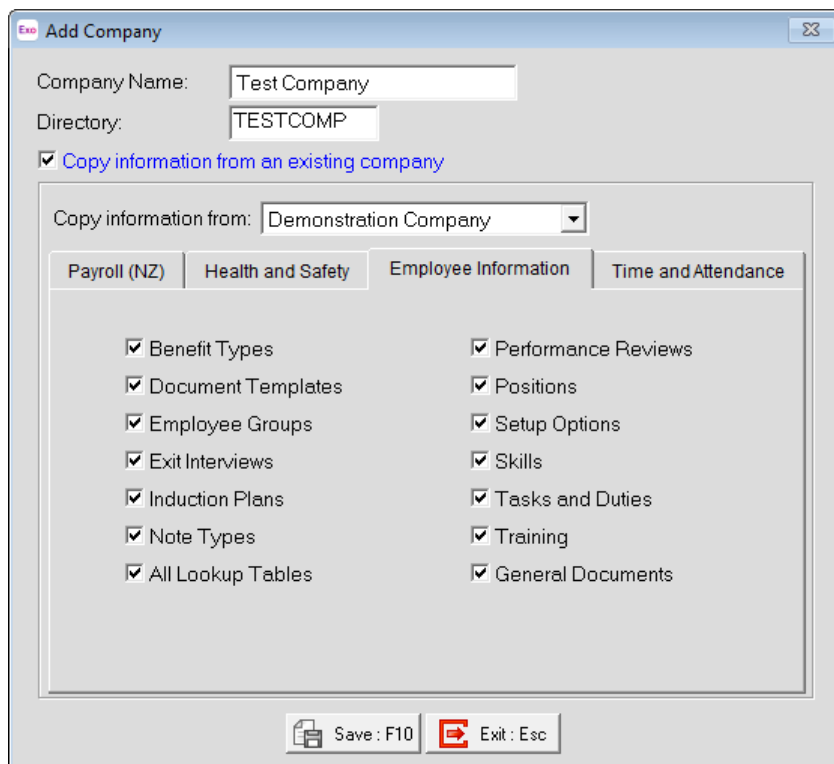 Exo Add Company
Company Name: Test Company
Directory: TESTCOMP
Copy information from an existing company
Copy information from: Demonstration Company
Payroll (NZ) Health and Safety Employee Information Time and Attendance
Benefit Types Performance Reviews
Document Templates Positions
Employee Groups Setup Options
Exit Interviews Skills
Induction Plans Tasks and Duties
Note Types Training
All Lookup Tables General Documents
Save : F10 Exit : Esc